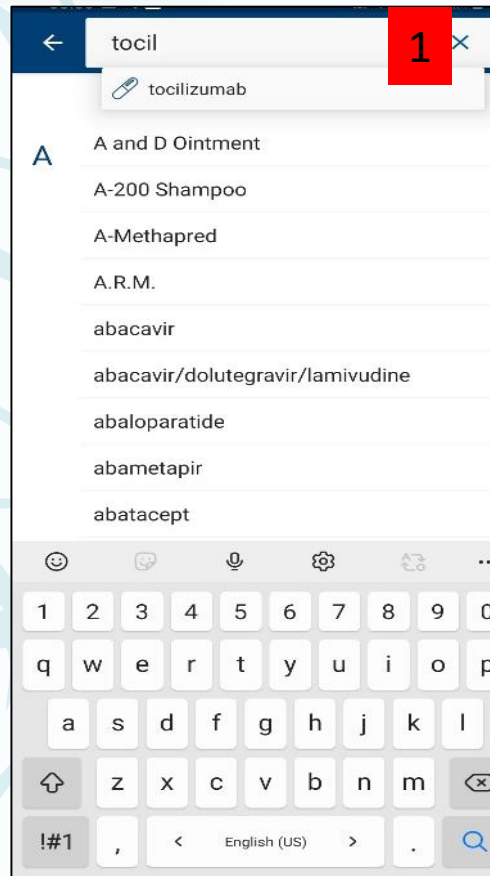 tocil
1
tocilizumab
A
A and D Ointment
A-200 Shampoo
A-Methapred
A.R.M.
abacavir
abacavir/dolutegravir/lamivudine
abaloparatide
abametapir
abatacept
1 2 3 4 5 6 7 8 9 0
q w e r t y u i o p
a s d f g h j k l
z x c v b n m
!#1 , < English (US) > .